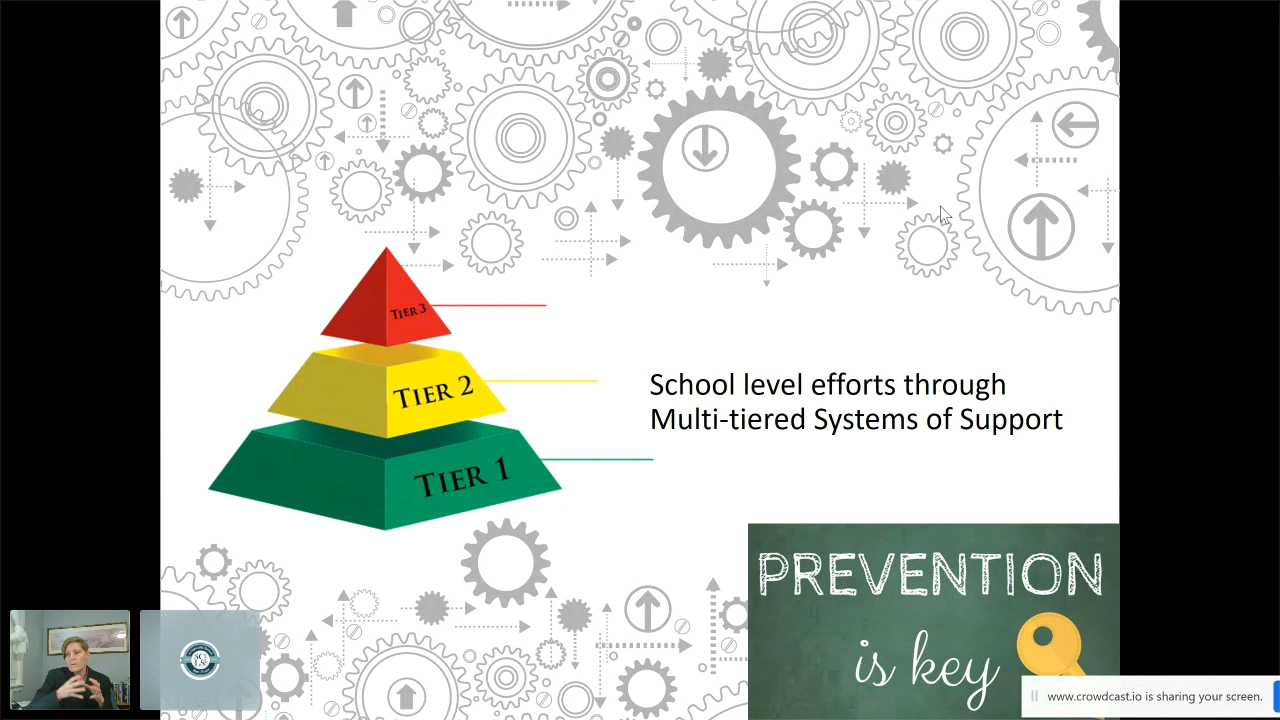 TIER 3
TIER 2
TIER 1
School level efforts through
Multi-tiered Systems of Support
PREVENTION
is key
www.crowdcast.io is sharing your screen.